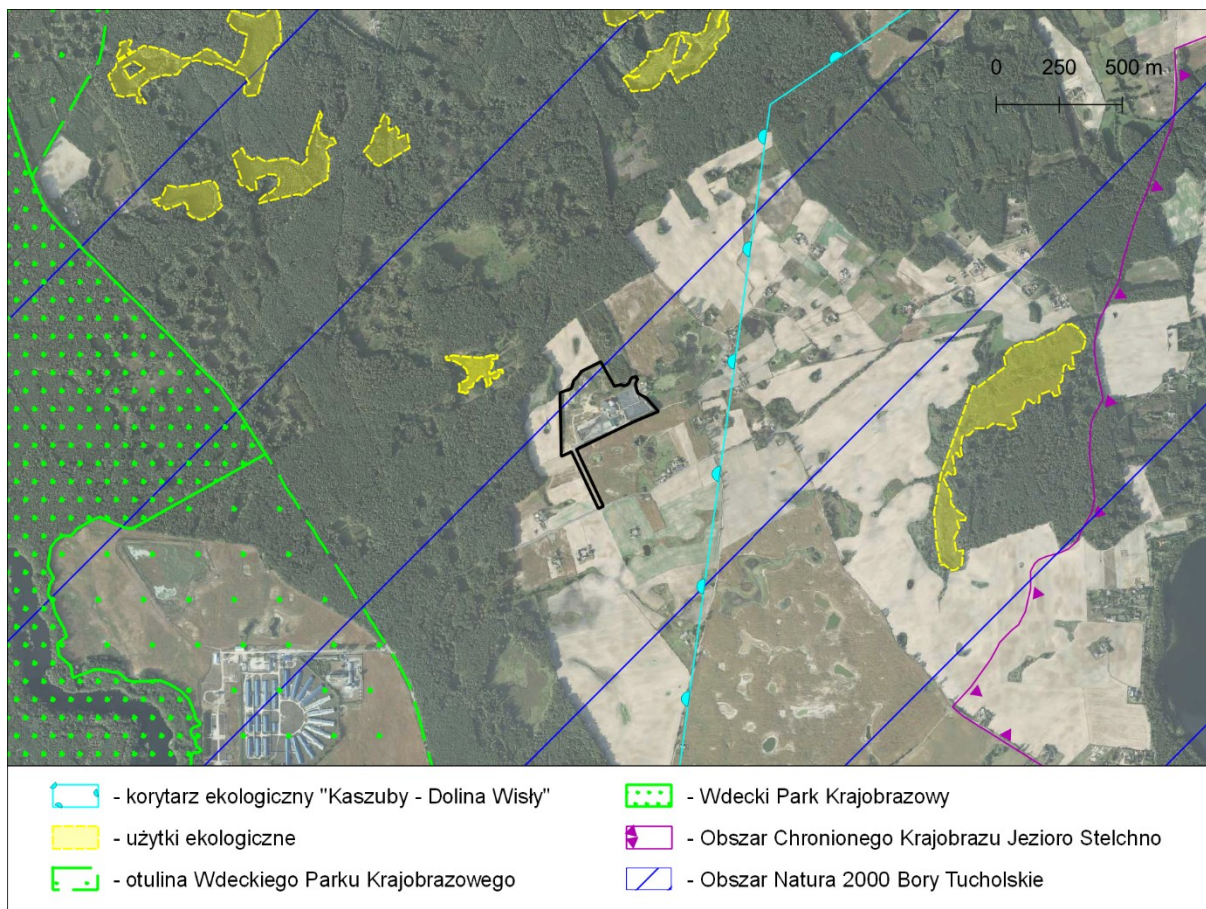 0 250 500 m
- korytarz ekologiczny "Kaszuby - Dolina Wisły"
- użytki ekologiczne
- otulina Wdeckiego Parku Krajobrazowego
- Wdecki Park Krajobrazowy
- Obszar Chronionego Krajobrazu Jezioro Stelchno
- Obszar Natura 2000 Bory Tucholskie